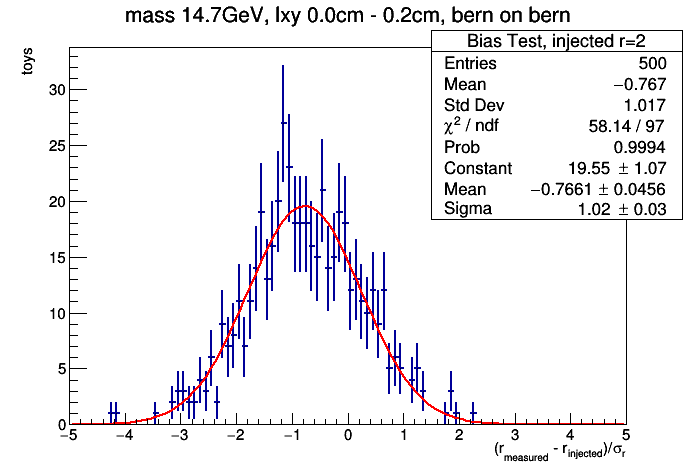 mass 14.7GeV, lxy 0.0cm - 0.2cm, bern on bern
toys
Bias Test, injected r=2
Entries 500
Mean −0.767
Std Dev 1.017
χ² / ndf 58.14 / 97
Prob 0.9994
Constant 19.55 ± 1.07
Mean −0.7661 ± 0.0456
Sigma 1.02 ± 0.03
30
25
20
15
10
5
0
−5 −4 −3 −2 −1 0 1 2 3 4 5
(r_measured - r_injected)/σ_r